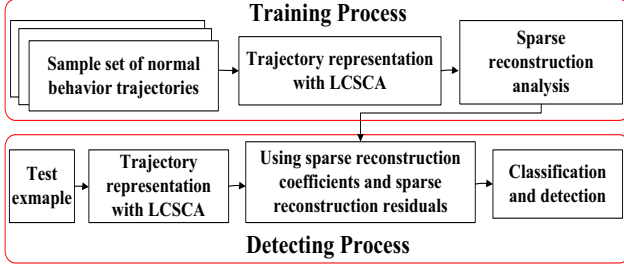 Training Process
Sample set of normal
behavior trajectories
Trajectory representation
with LCSCA
Sparse
reconstruction
analysis
Test
exmaple
Trajectory
representation
with LCSCA
Using sparse reconstruction
coefficients and sparse
reconstruction residuals
Classification
and detection
Detecting Process